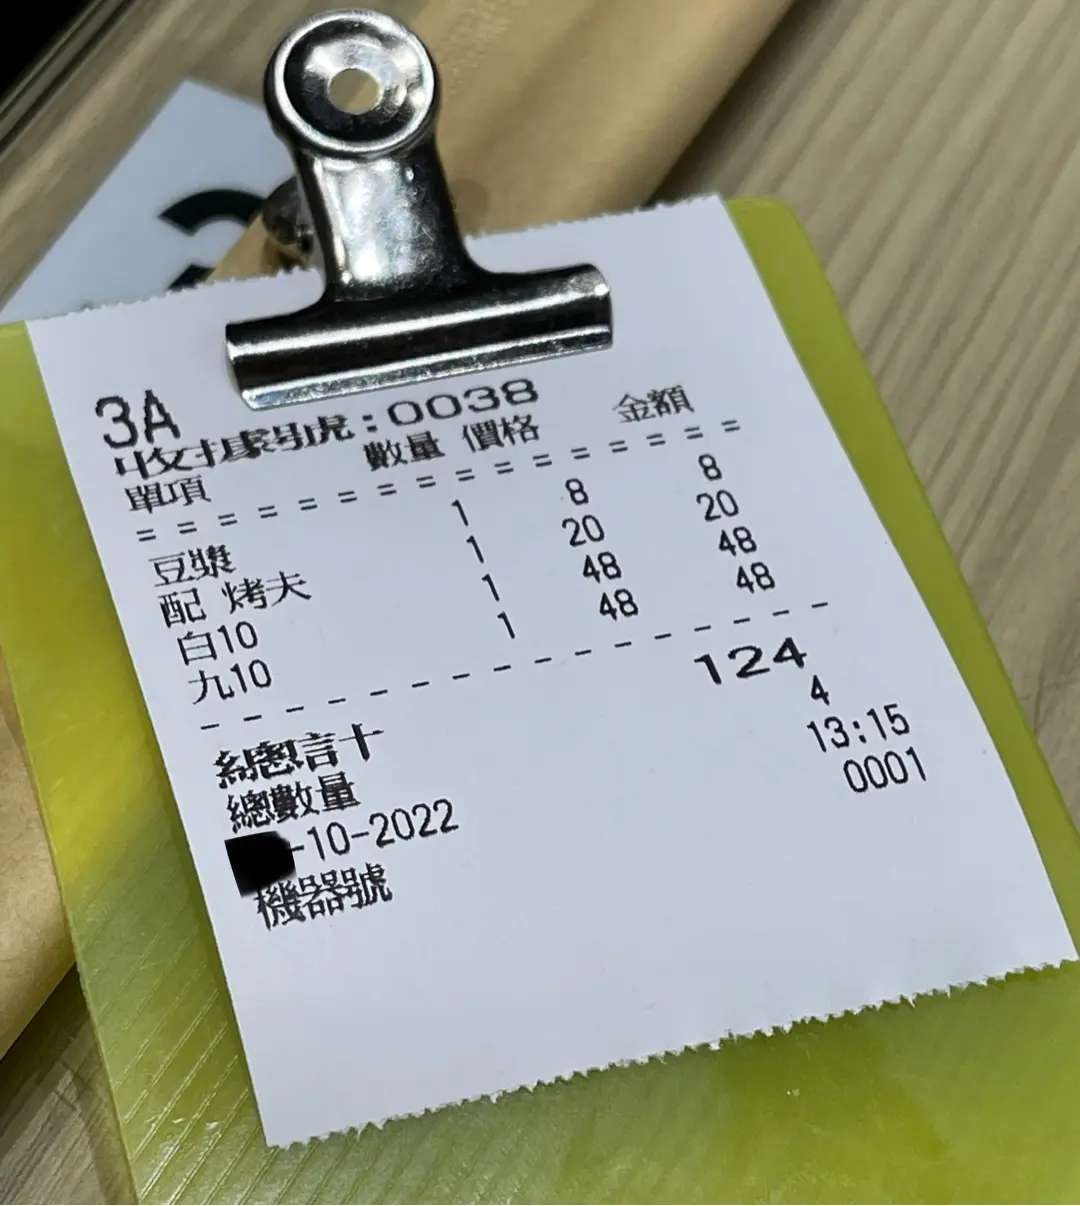 3A
收據號:0038
單項 數量 價格 金額
= = = = = = = = = = = = = = = =
豆漿 1 8 8
配 烤夫 1 20 20
白10 1 48 48
九10 1 48 48
- - - - - - - - - - - - - - - -
總計 124
總數量 4
-10-2022 13:15
機器號 0001